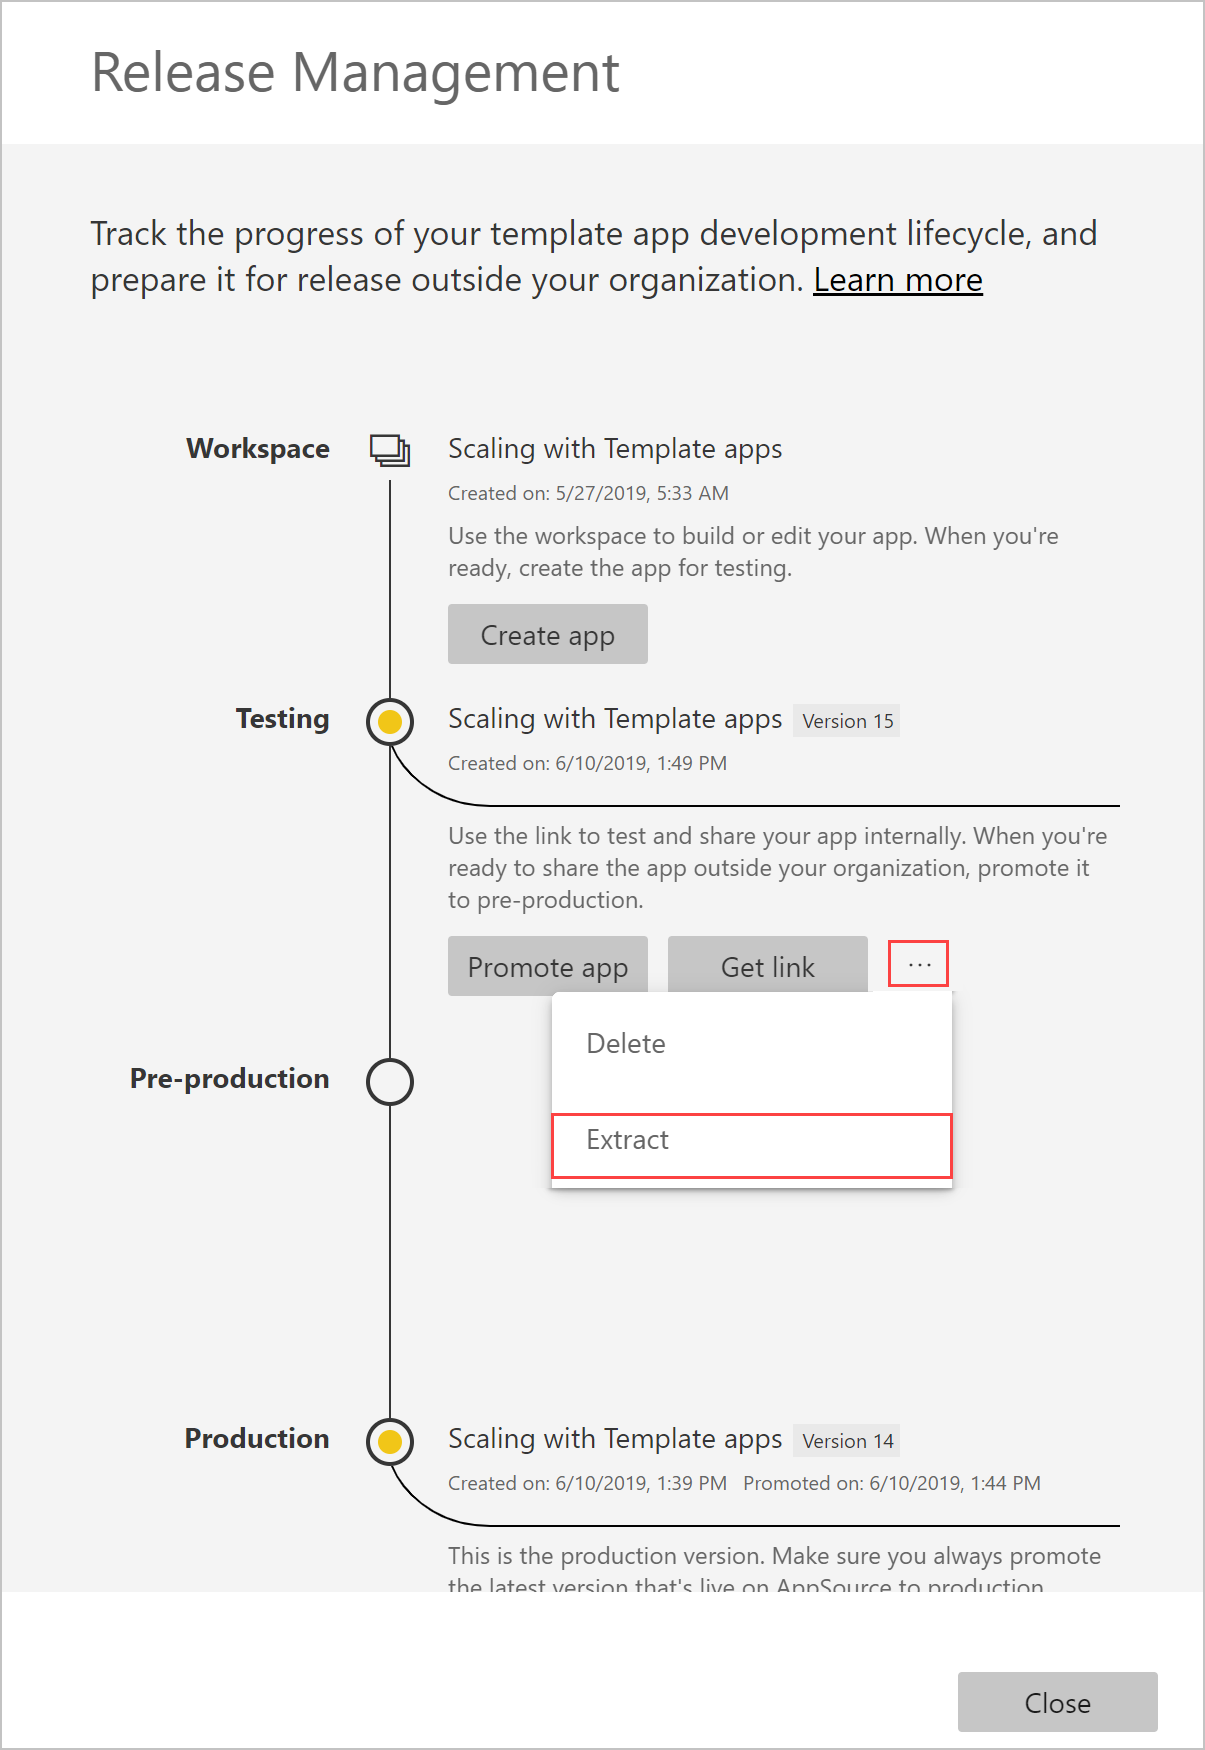 Release Management
Track the progress of your template app development lifecycle, and
prepare it for release outside your organization. Learn more
Workspace
Scaling with Template apps
Created on: 5/27/2019, 5:33 AM
Use the workspace to build or edit your app. When you're
ready, create the app for testing.
Create app
Testing
Scaling with Template apps Version 15
Created on: 6/10/2019, 1:49 PM
Use the link to test and share your app internally. When you're
ready to share the app outside your organization, promote it
to pre-production.
Promote app Get link ...
Delete
Pre-production
Extract
Production
Scaling with Template apps Version 14
Created on: 6/10/2019, 1:39 PM Promoted on: 6/10/2019, 1:44 PM
This is the production version. Make sure you always promote
the latest version that's live on AppSource to production
Close